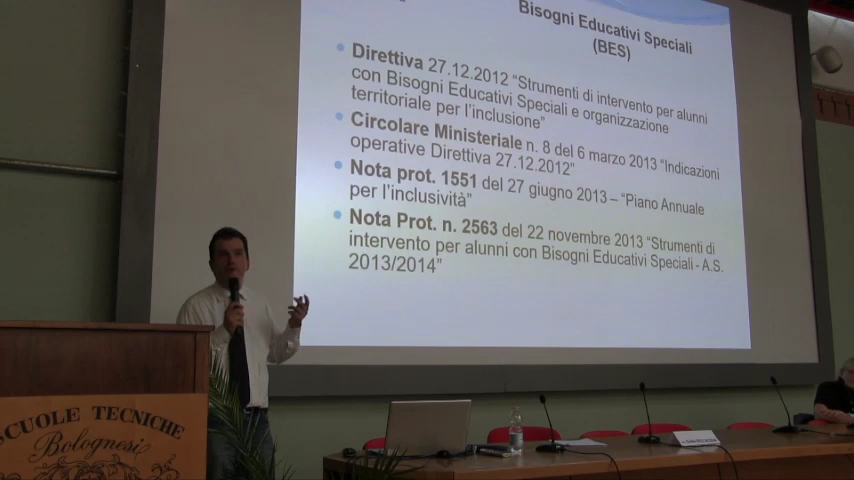 Bisogni Educativi Speciali
(BES)
Direttiva 27.12.2012 “Strumenti di intervento per alunni
con Bisogni Educativi Speciali e organizzazione
territoriale per l’inclusione”
Circolare Ministeriale n. 8 del 6 marzo 2013 “Indicazioni
operative Direttiva 27.12.2012”
Nota prot. 1551 del 27 giugno 2013 – “Piano Annuale
per l’inclusività”
Nota Prot. n. 2563 del 22 novembre 2013 “Strumenti di
intervento per alunni con Bisogni Educativi Speciali - A.S.
2013/2014”
SCUOLE TECNICHE
Bolognesi